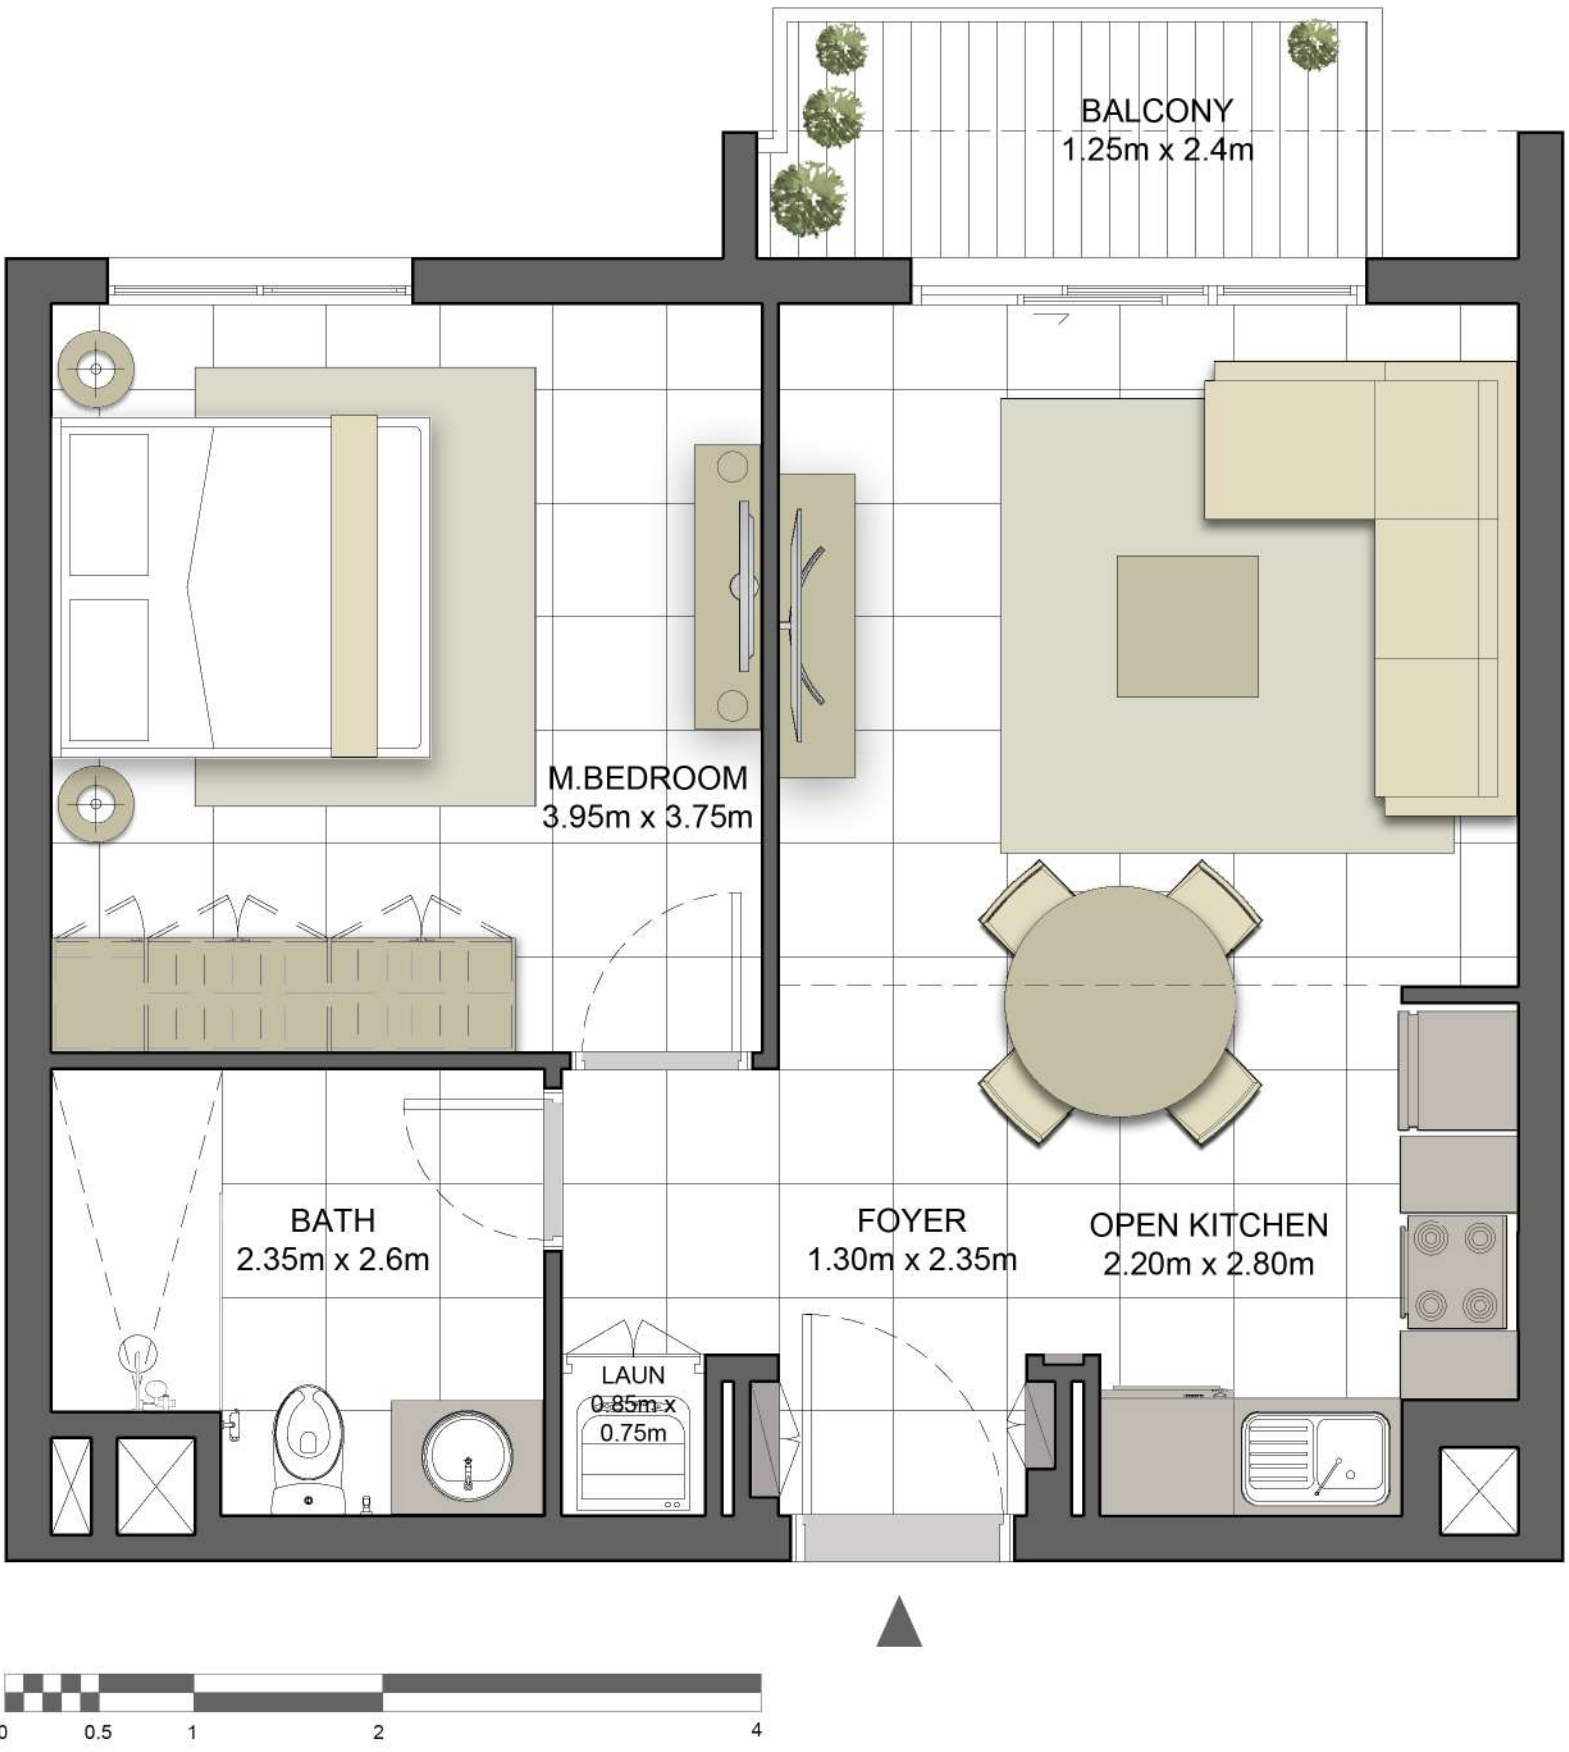 BALCONY
1.25m x 2.4m
M.BEDROOM
3.95m x 3.75m
BATH
2.35m x 2.6m
FOYER
1.30m x 2.35m
OPEN KITCHEN
2.20m x 2.80m
LAUN
0.85m x
0.75m
0 0.5 1 2 4